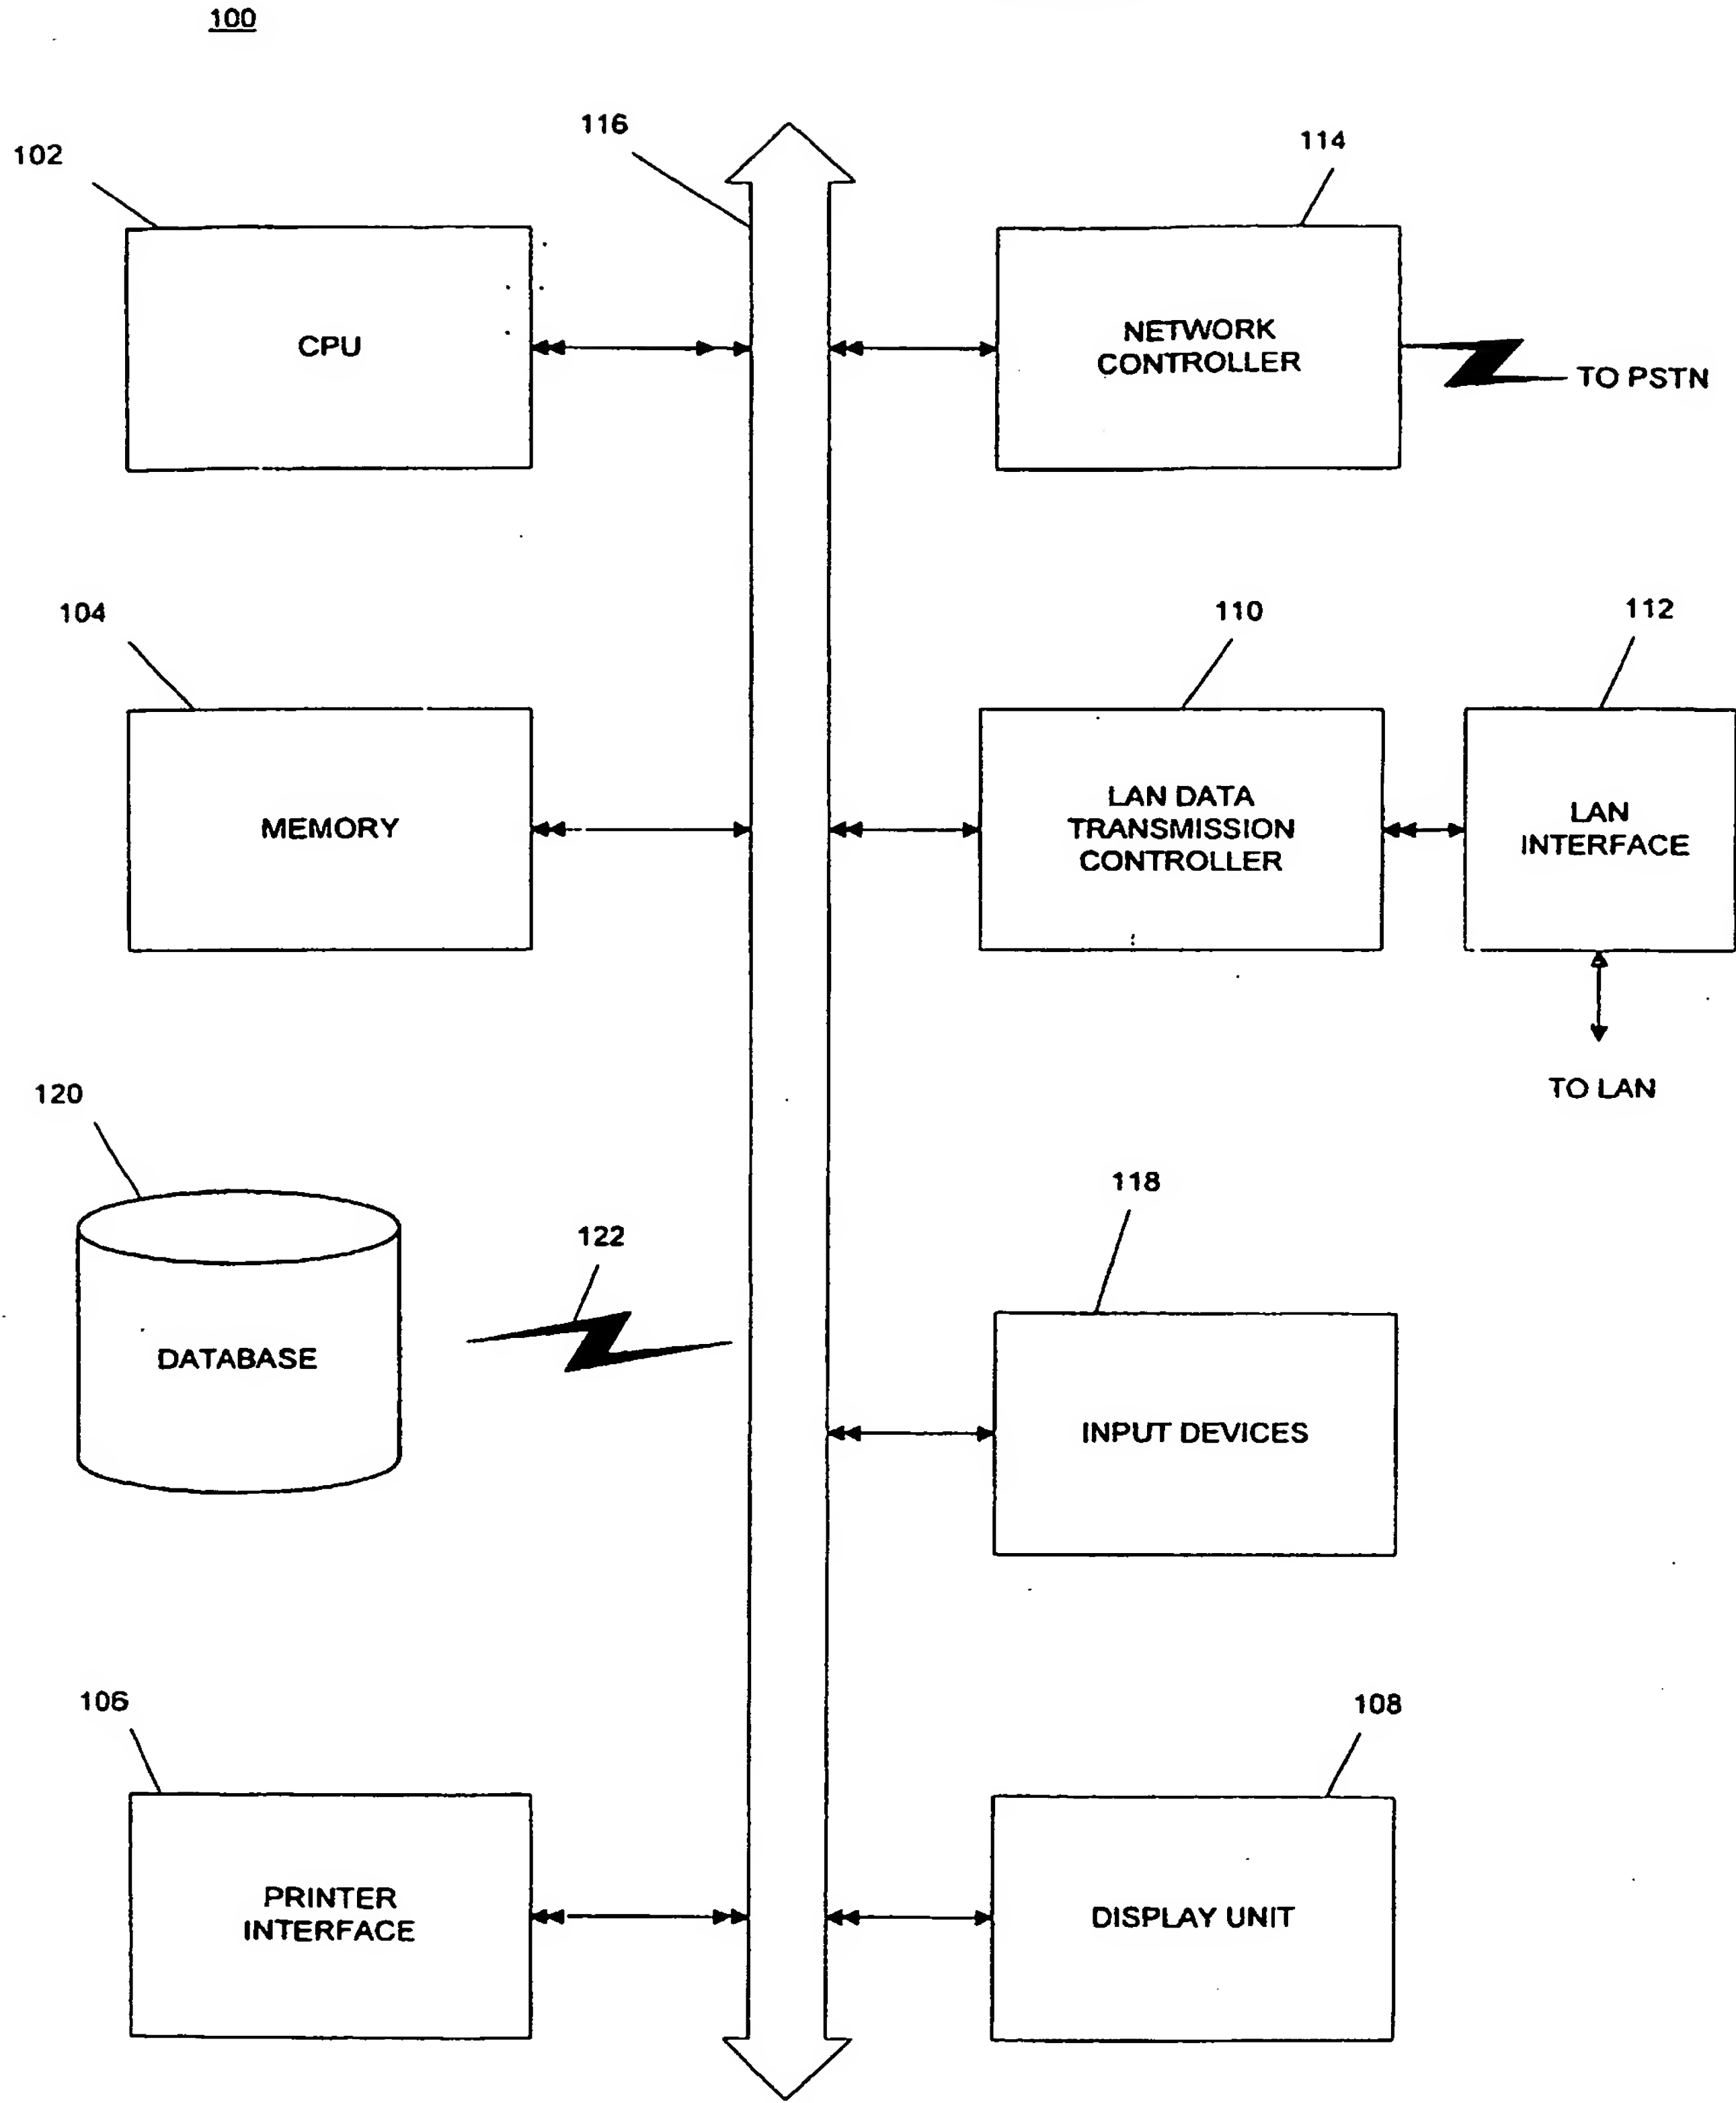 100
116
102
114
CPU
NETWORK
CONTROLLER
TO PSTN
104
110
112
MEMORY
LAN DATA
TRANSMISSION
CONTROLLER
LAN
INTERFACE
TO LAN
120
118
122
DATABASE
INPUT DEVICES
106
108
PRINTER
INTERFACE
DISPLAY UNIT